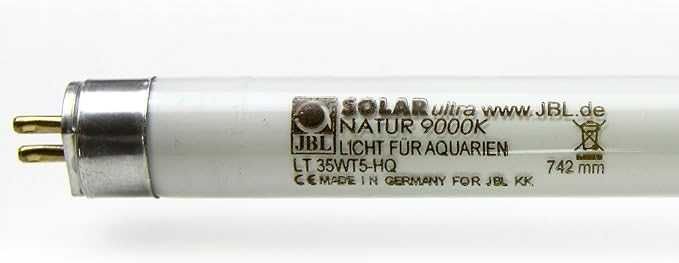 SOLAR ultra www.JBL.de
NATUR 9000K
JBL LICHT FÜR AQUARIEN
LT 35WT5-HQ 742 mm
CE MADE IN GERMANY FOR JBL KK